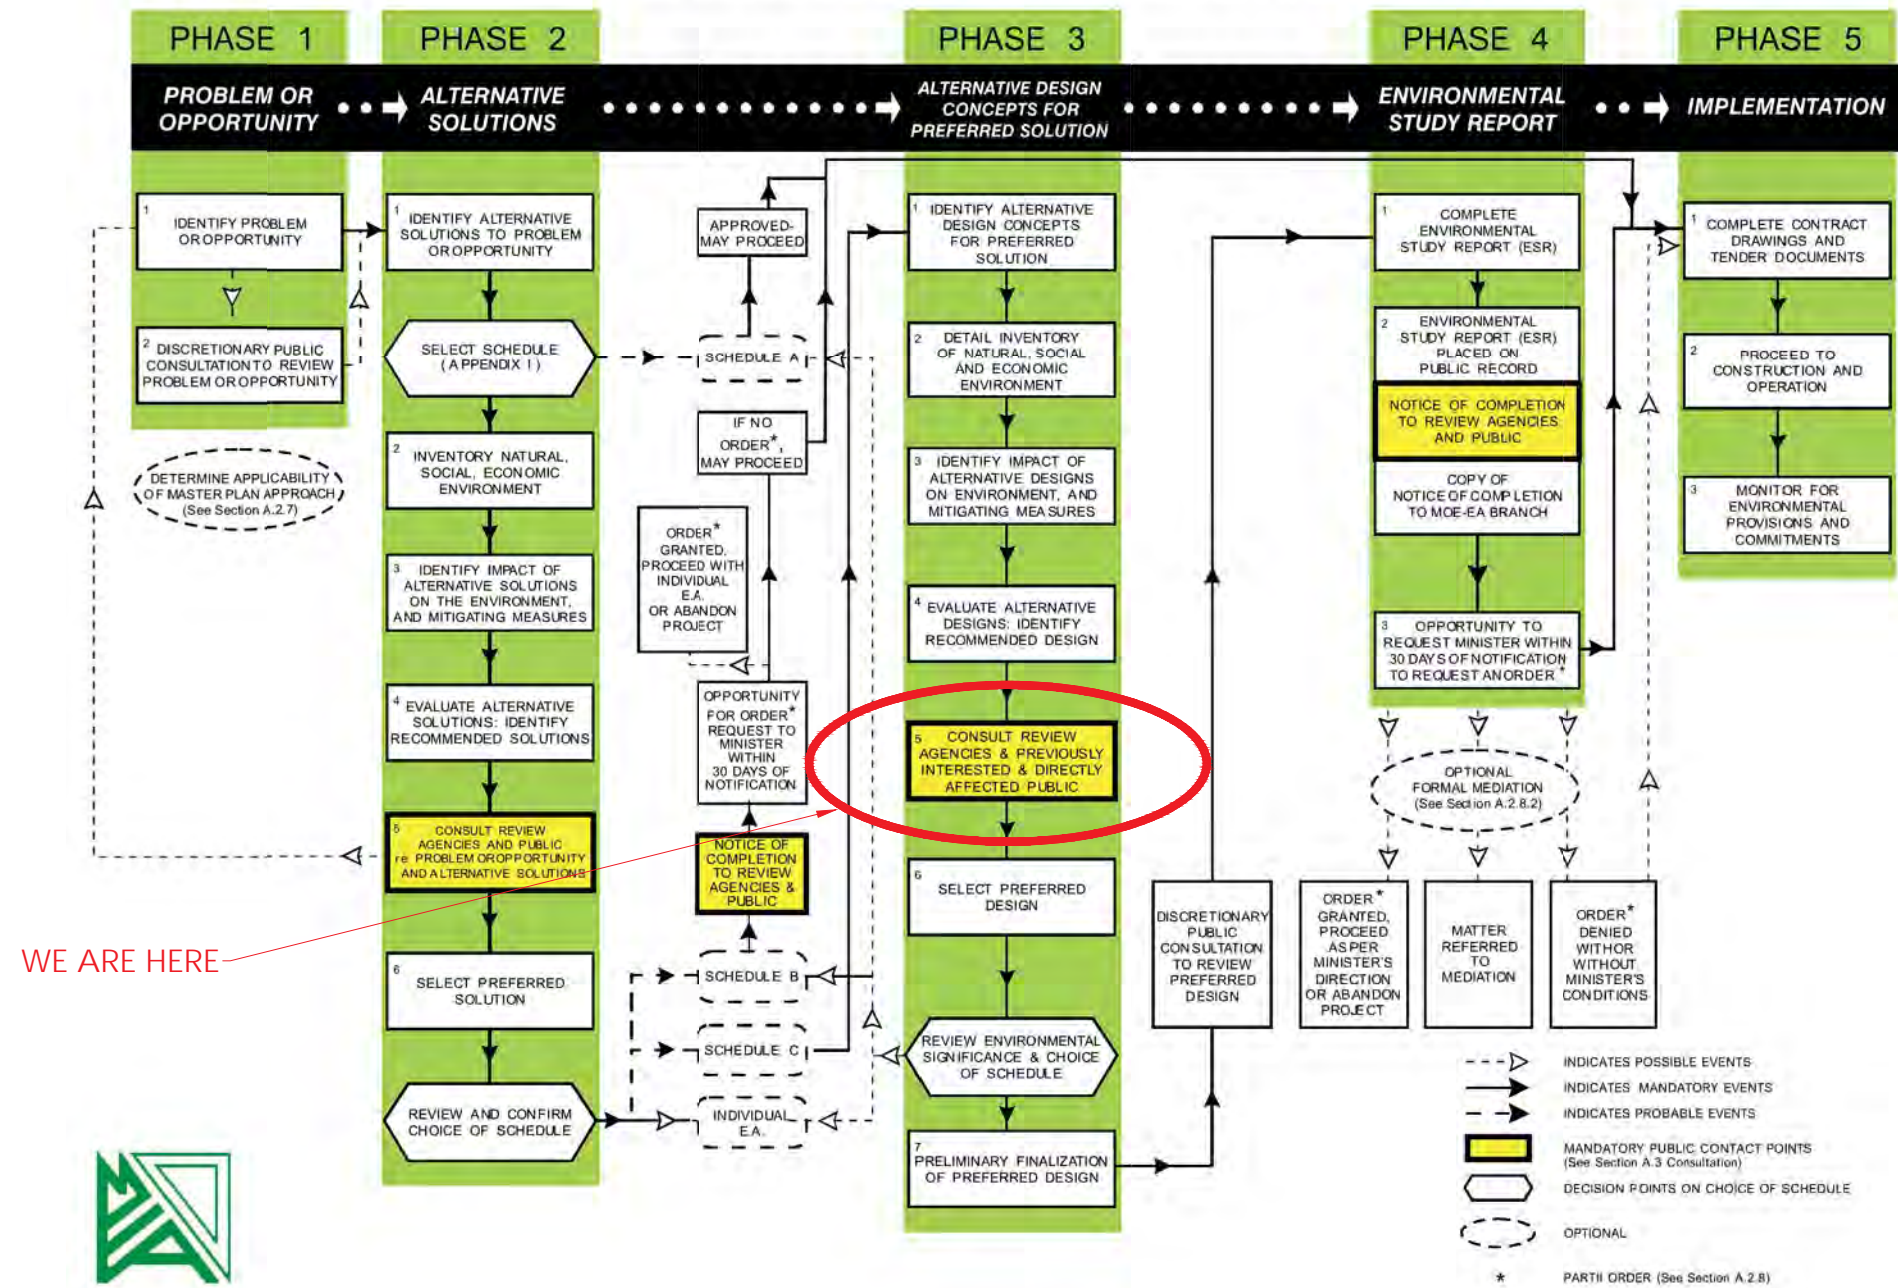 PHASE 1
PHASE 2
PHASE 3
PHASE 4
PHASE 5
PROBLEM OR
OPPORTUNITY
ALTERNATIVE
SOLUTIONS
ALTERNATIVE DESIGN
CONCEPTS FOR
PREFERRED SOLUTION
ENVIRONMENTAL
STUDY REPORT
IMPLEMENTATION
1
IDENTIFY PROBLEM
OR OPPORTUNITY
2
DISCRETIONARY PUBLIC
CONSULTATION TO REVIEW
PROBLEM OR OPPORTUNITY
DETERMINE APPLICABILITY
OF MASTER PLAN APPROACH
(See Section A.2.7)
1
IDENTIFY ALTERNATIVE
SOLUTIONS TO PROBLEM
OR OPPORTUNITY
SELECT SCHEDULE
(APPENDIX I)
2
INVENTORY NATURAL,
SOCIAL, ECONOMIC
ENVIRONMENT
3
IDENTIFY IMPACT OF
ALTERNATIVE SOLUTIONS
ON THE ENVIRONMENT,
AND MITIGATING MEASURES
4
EVALUATE ALTERNATIVE
SOLUTIONS: IDENTIFY
RECOMMENDED SOLUTIONS
5
CONSULT REVIEW
AGENCIES AND PUBLIC
re PROBLEM OR OPPORTUNITY
AND ALTERNATIVE SOLUTIONS
6
SELECT PREFERRED
SOLUTION
REVIEW AND CONFIRM
CHOICE OF SCHEDULE
APPROVED-
MAY PROCEED
SCHEDULE A
IF NO
ORDER*,
MAY PROCEED
ORDER*
GRANTED,
PROCEED WITH
INDIVIDUAL
E.A.
OR ABANDON
PROJECT
OPPORTUNITY
FOR ORDER*
REQUEST TO
MINISTER
WITHIN
30 DAYS OF
NOTIFICATION
NOTICE OF
COMPLETION
TO REVIEW
AGENCIES &
PUBLIC
SCHEDULE B
SCHEDULE C
INDIVIDUAL
E.A.
1
IDENTIFY ALTERNATIVE
DESIGN CONCEPTS
FOR PREFERRED
SOLUTION
2
DETAIL INVENTORY
OF NATURAL, SOCIAL
AND ECONOMIC
ENVIRONMENT
3
IDENTIFY IMPACT OF
ALTERNATIVE DESIGNS
ON ENVIRONMENT, AND
MITIGATING MEASURES
4
EVALUATE ALTERNATIVE
DESIGNS: IDENTIFY
RECOMMENDED DESIGN
5
CONSULT REVIEW
AGENCIES & PREVIOUSLY
INTERESTED & DIRECTLY
AFFECTED PUBLIC
6
SELECT PREFERRED
DESIGN
REVIEW ENVIRONMENTAL
SIGNIFICANCE & CHOICE
OF SCHEDULE
7
PRELIMINARY FINALIZATION
OF PREFERRED DESIGN
DISCRETIONARY
PUBLIC
CONSULTATION
TO REVIEW
PREFERRED
DESIGN
1
COMPLETE
ENVIRONMENTAL
STUDY REPORT (ESR)
2
ENVIRONMENTAL
STUDY REPORT (ESR)
PLACED ON
PUBLIC RECORD
NOTICE OF COMPLETION
TO REVIEW AGENCIES
AND PUBLIC
COPY OF
NOTICE OF COMPLETION
TO MOE-EA BRANCH
3
OPPORTUNITY TO
REQUEST MINISTER WITHIN
30 DAYS OF NOTIFICATION
TO REQUEST AN ORDER*
OPTIONAL
FORMAL MEDIATION
(See Section A.2.8.2)
ORDER*
GRANTED,
PROCEED
AS PER
MINISTER'S
DIRECTION
OR ABANDON
PROJECT
MATTER
REFERRED
TO
MEDIATION
ORDER*
DENIED
WITH OR
WITHOUT
MINISTER'S
CONDITIONS
1
COMPLETE CONTRACT
DRAWINGS AND
TENDER DOCUMENTS
2
PROCEED TO
CONSTRUCTION AND
OPERATION
3
MONITOR FOR
ENVIRONMENTAL
PROVISIONS AND
COMMITMENTS
WE ARE HERE
INDICATES POSSIBLE EVENTS
INDICATES MANDATORY EVENTS
INDICATES PROBABLE EVENTS
MANDATORY PUBLIC CONTACT POINTS
(See Section A.3 Consultation)
DECISION POINTS ON CHOICE OF SCHEDULE
OPTIONAL
* PART II ORDER (See Section A.2.8)
MEA